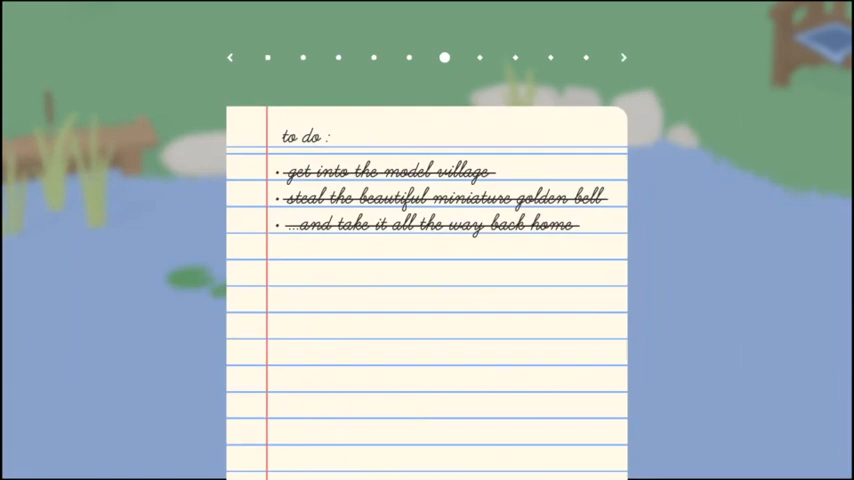 to do :
• get into the model village
• steal the beautiful miniature golden bell
• ...and take it all the way back home